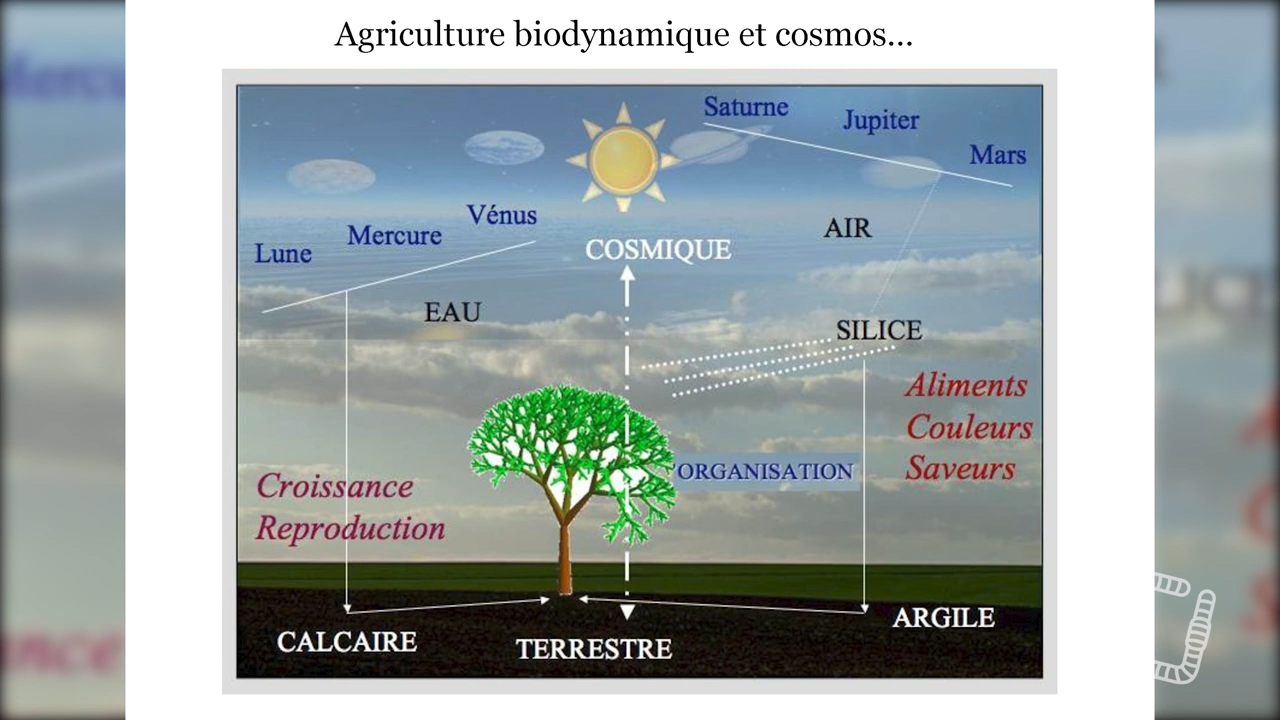 Agriculture biodynamique et cosmos...
Saturne
Jupiter
Mars
Vénus
Mercure
Lune
AIR
COSMIQUE
EAU
SILICE
Aliments
Couleurs
Saveurs
'ORGANISATION
Croissance
Reproduction
ARGILE
CALCAIRE
TERRESTRE